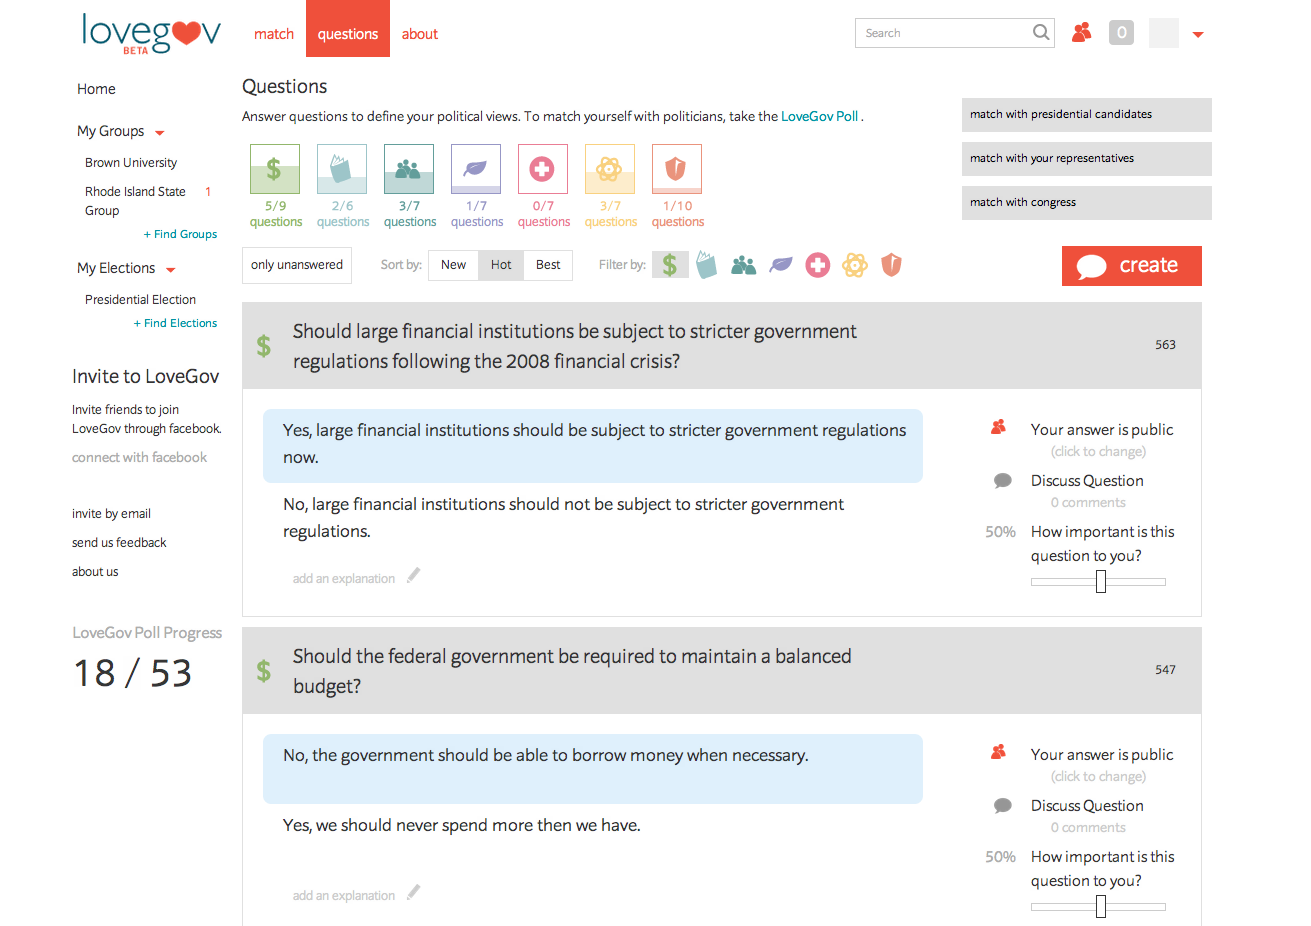 lovegov
BETA
match questions about
Search
0
Home
My Groups
Brown University
Rhode Island State 1
Group
+ Find Groups
My Elections
Presidential Election
+ Find Elections
Invite to LoveGov
Invite friends to join
LoveGov through facebook.
connect with facebook
invite by email
send us feedback
about us
LoveGov Poll Progress
18 / 53
Questions
Answer questions to define your political views. To match yourself with politicians, take the LoveGov Poll .
$
5/9 2/6 3/7 1/7 0/7 3/7 1/10
questions questions questions questions questions questions questions
match with presidential candidates
match with your representatives
match with congress
only unanswered Sort by: New Hot Best Filter by: $
create
$ Should large financial institutions be subject to stricter government
regulations following the 2008 financial crisis?
563
Yes, large financial institutions should be subject to stricter government regulations
now.
No, large financial institutions should not be subject to stricter government
regulations.
add an explanation
Your answer is public
(click to change)
Discuss Question
0 comments
50% How important is this
question to you?
$ Should the federal government be required to maintain a balanced
budget?
547
No, the government should be able to borrow money when necessary.
Yes, we should never spend more then we have.
add an explanation
Your answer is public
(click to change)
Discuss Question
0 comments
50% How important is this
question to you?